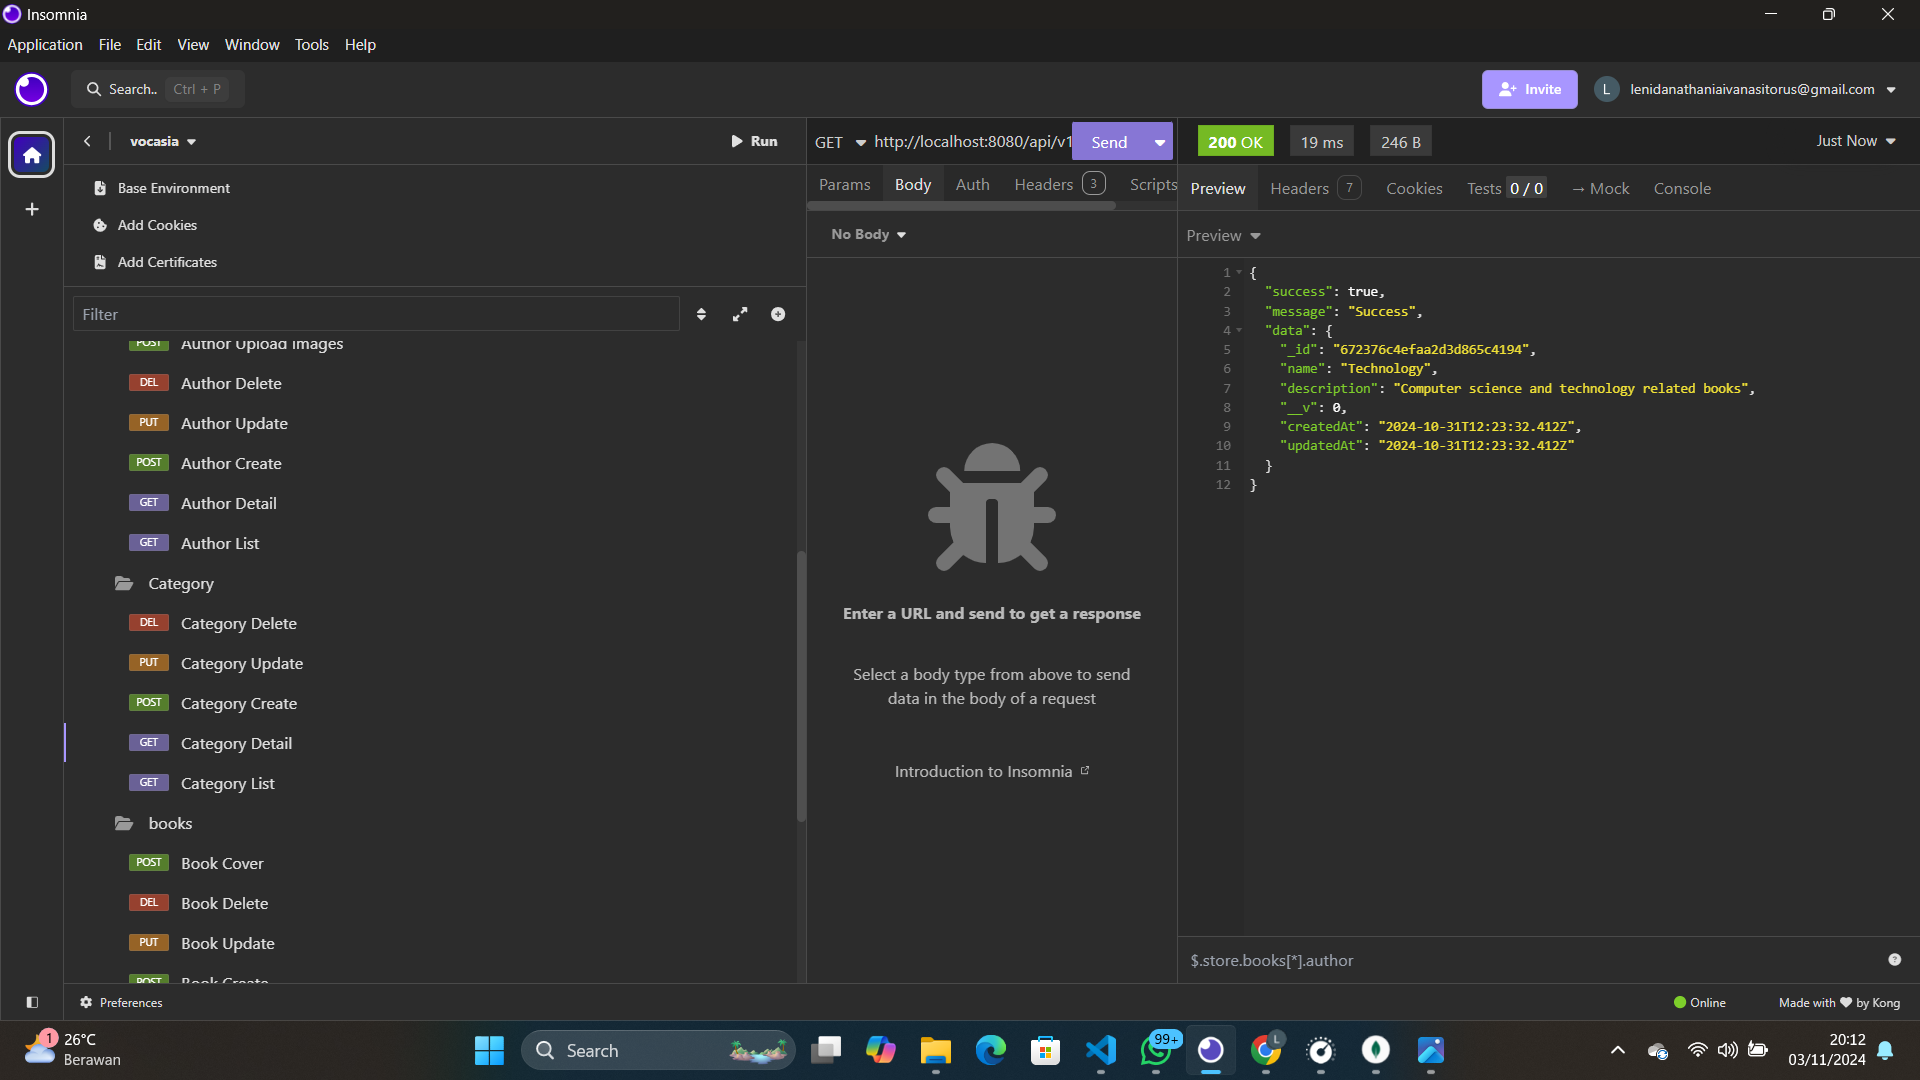 Insomnia
Application File Edit View Window Tools Help
Search.. Ctrl + P
Invite
L lenidanathaniaivanasitorus@gmail.com
vocasia
Run
Base Environment
Add Cookies
Add Certificates
Filter
POST Author Upload Images
DEL Author Delete
PUT Author Update
POST Author Create
GET Author Detail
GET Author List
Category
DEL Category Delete
PUT Category Update
POST Category Create
GET Category Detail
GET Category List
books
POST Book Cover
DEL Book Delete
PUT Book Update
POST Book Create
Preferences
GET http://localhost:8080/api/v1 Send
Params Body Auth Headers 3 Scripts
No Body
Enter a URL and send to get a response
Select a body type from above to send
data in the body of a request
Introduction to Insomnia
200 OK 19 ms 246 B Just Now
Preview Headers 7 Cookies Tests 0 / 0 → Mock Console
Preview
1 {
2 "success": true,
3 "message": "Success",
4 "data": {
5 "_id": "672376c4efaa2d3d865c4194",
6 "name": "Technology",
7 "description": "Computer science and technology related books",
8 "__v": 0,
9 "createdAt": "2024-10-31T12:23:32.412Z",
10 "updatedAt": "2024-10-31T12:23:32.412Z"
11 }
12 }
$.store.books[*].author
Online Made with ❤ by Kong
1 26°C
Berawan
Search
99+
L
20:12
03/11/2024